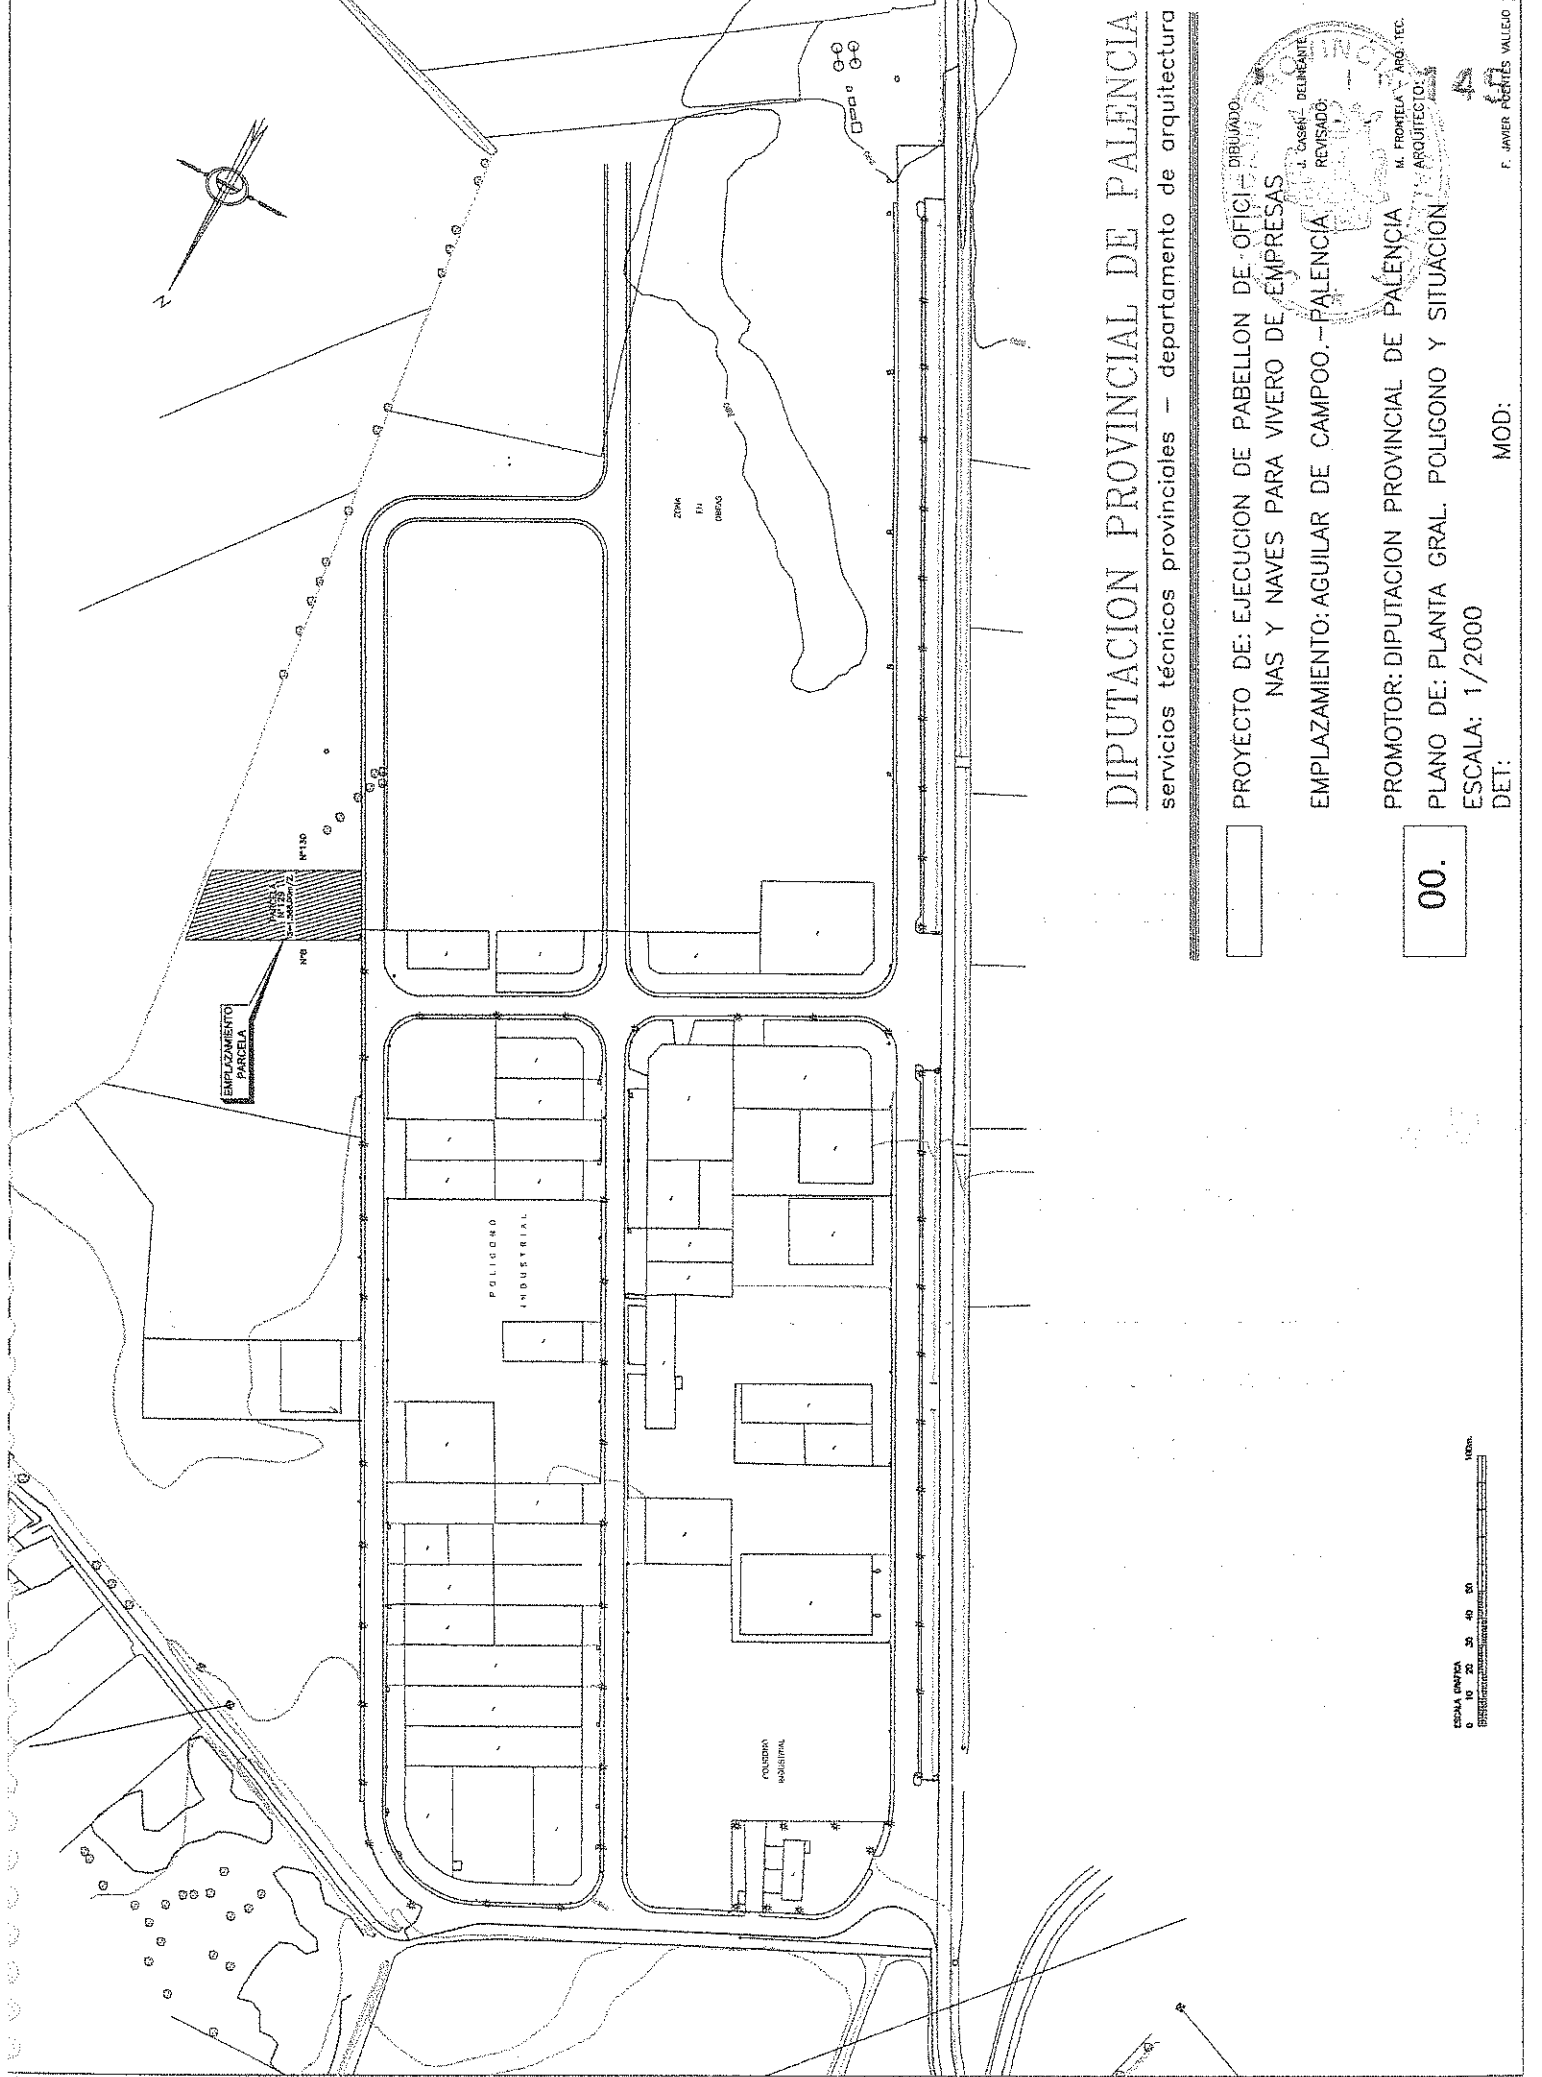 DIPUTACION PROVINCIAL DE PALENCIA
servicios técnicos provinciales - departamento de arquitectura
PROYECTO DE: EJECUCION DE PABELLON DE OFICI-
NAS Y NAVES PARA VIVERO DE EMPRESAS
EMPLAZAMIENTO: AGUILAR DE CAMPOO.-PALENCIA
PROMOTOR: DIPUTACION PROVINCIAL DE PALENCIA
PLANO DE: PLANTA GRAL. POLIGONO Y SITUACION
ESCALA: 1/2000
DET:
MOD:
00.
DIBUJADO:
DELINEANTE
REVISADO:
M. FRONTELA - ARQ. TEC.
ARQUITECTO:
F. JAVIER FUENTES VALLEJO
N
EMPLAZAMIENTO
PARCELA
PARCELA
Nº129
Nº130
Nº8
ZONA
EN
OBRAS
POLIGONO
INDUSTRIAL
POLIGONO
INDUSTRIAL
ESCALA GRAFICA
0 10 20 30 40 50 100m.